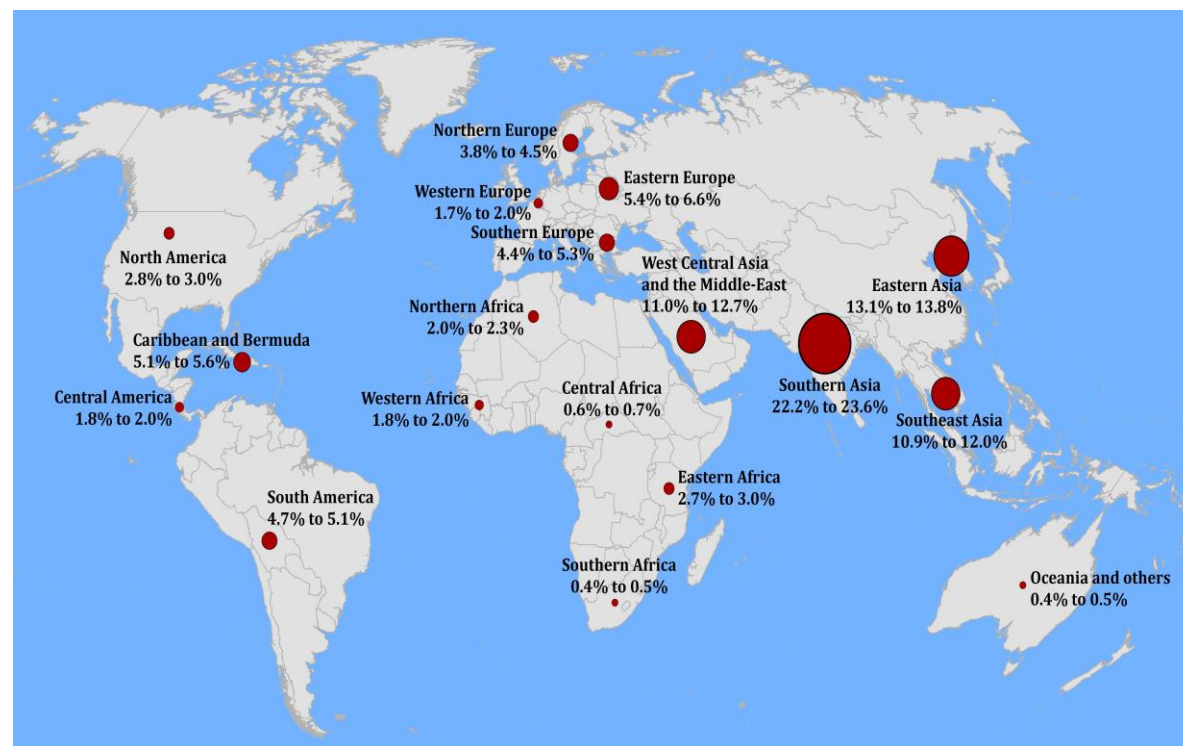 Northern Europe
3.8% to 4.5%
Western Europe
1.7% to 2.0%
Eastern Europe
5.4% to 6.6%
Southern Europe
4.4% to 5.3%
North America
2.8% to 3.0%
West Central Asia
and the Middle-East
11.0% to 12.7%
Eastern Asia
13.1% to 13.8%
Northern Africa
2.0% to 2.3%
Caribbean and Bermuda
5.1% to 5.6%
Central America
1.8% to 2.0%
Western Africa
1.8% to 2.0%
Central Africa
0.6% to 0.7%
Southern Asia
22.2% to 23.6%
Southeast Asia
10.9% to 12.0%
South America
4.7% to 5.1%
Eastern Africa
2.7% to 3.0%
Southern Africa
0.4% to 0.5%
Oceania and others
0.4% to 0.5%